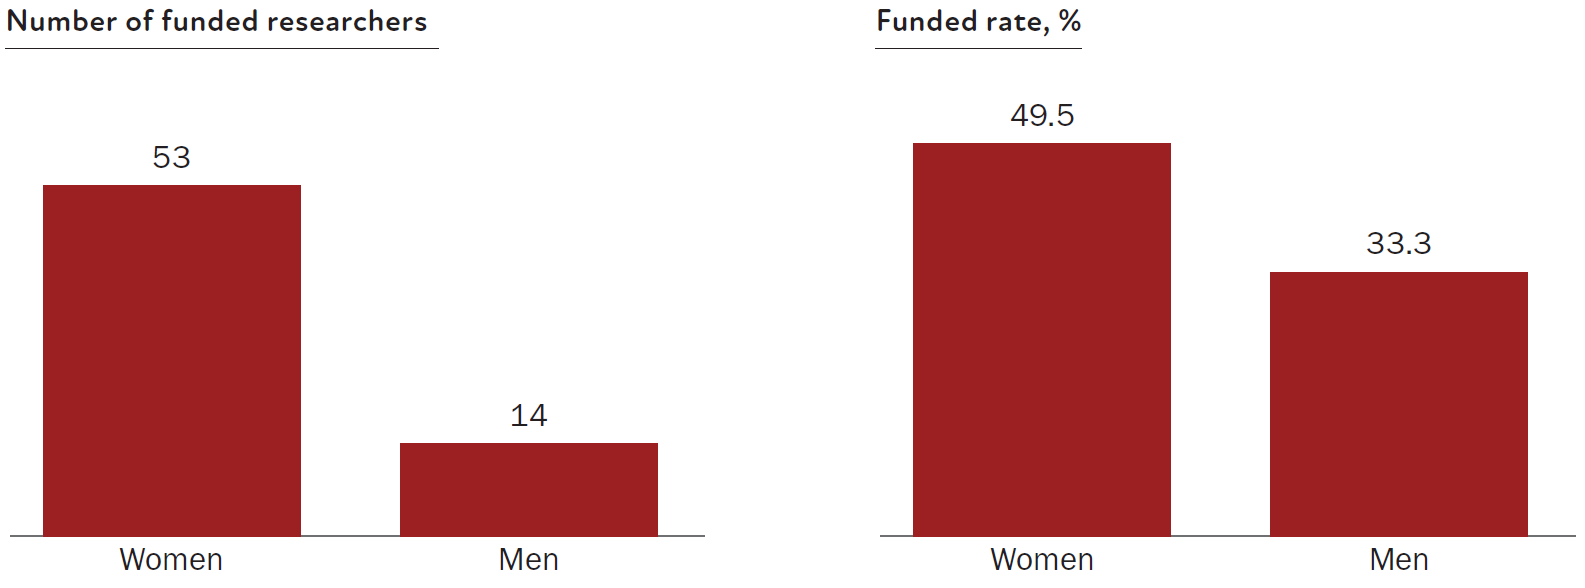 Number of funded researchers
53
14
Women
Men
Funded rate, %
49.5
33.3
Women
Men